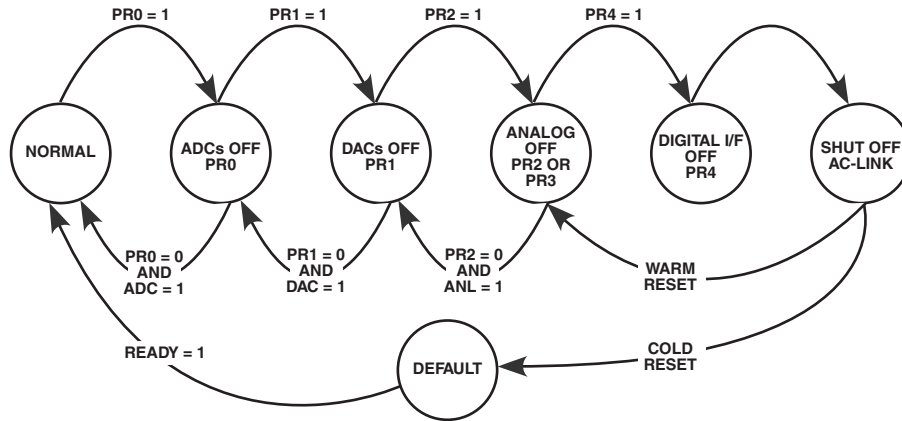 PR0 = 1
PR1 = 1
PR2 = 1
PR4 = 1
NORMAL
ADCs OFF
PR0
DACs OFF
PR1
ANALOG
OFF
PR2 OR
PR3
DIGITAL I/F
OFF
PR4
SHUT OFF
AC-LINK
PR0 = 0
AND
ADC = 1
PR1 = 0
AND
DAC = 1
PR2 = 0
AND
ANL = 1
WARM
RESET
READY = 1
DEFAULT
COLD
RESET